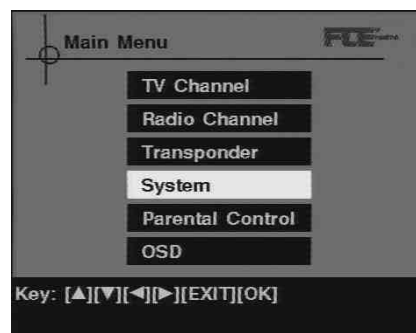 Main Menu
TV Channel
Radio Channel
Transponder
System
Parental Control
OSD
Key: [▲][▼][◀][▶][EXIT][OK]